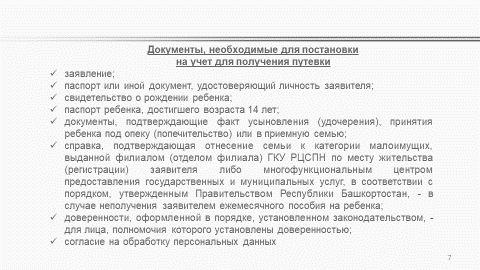 Документы, необходимые для постановки
на учет для получения путевки
✓ заявление;
✓ паспорт или иной документ, удостоверяющий личность заявителя;
✓ свидетельство о рождении ребенка;
✓ паспорт ребенка, достигшего возраста 14 лет;
✓ документы, подтверждающие факт усыновления (удочерения), принятия
ребенка под опеку (попечительство) или в приемную семью;
✓ справка, подтверждающая отнесение семьи к категории малоимущих,
выданной филиалом (отделом филиала) ГКУ РЦСПН по месту жительства
(регистрации) заявителя либо многофункциональным центром
предоставления государственных и муниципальных услуг, в соответствии с
порядком, утвержденным Правительством Республики Башкортостан, - в
случае неполучения заявителем ежемесячного пособия на ребенка;
✓ доверенности, оформленной в порядке, установленном законодательством, -
для лица, полномочия которого установлены доверенностью;
✓ согласие на обработку персональных данных
7